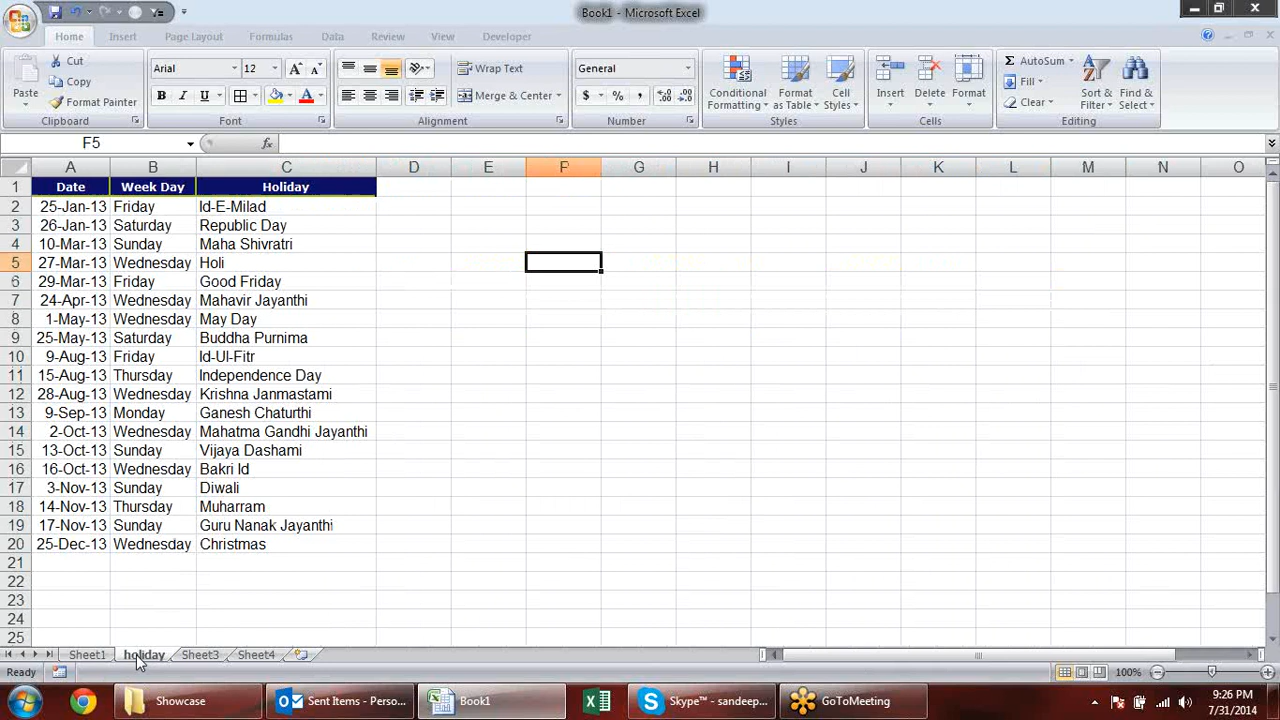 Book1 - Microsoft Excel
Home Insert Page Layout Formulas Data Review View Developer
Paste
Cut
Copy
Format Painter
Clipboard
Arial 12
B I U
Font
Wrap Text
Merge & Center
Alignment
General
$ % ,
Number
Conditional Formatting
Format as Table
Cell Styles
Styles
Insert Delete Format
Cells
Σ AutoSum
Fill
Clear
Sort & Filter
Find & Select
Editing
F5 fx
A B C D E F G H I J K L M N O
1 Date Week Day Holiday
2 25-Jan-13 Friday Id-E-Milad
3 26-Jan-13 Saturday Republic Day
4 10-Mar-13 Sunday Maha Shivratri
5 27-Mar-13 Wednesday Holi
6 29-Mar-13 Friday Good Friday
7 24-Apr-13 Wednesday Mahavir Jayanthi
8 1-May-13 Wednesday May Day
9 25-May-13 Saturday Buddha Purnima
10 9-Aug-13 Friday Id-Ul-Fitr
11 15-Aug-13 Thursday Independence Day
12 28-Aug-13 Wednesday Krishna Janmastami
13 9-Sep-13 Monday Ganesh Chaturthi
14 2-Oct-13 Wednesday Mahatma Gandhi Jayanthi
15 13-Oct-13 Sunday Vijaya Dashami
16 16-Oct-13 Wednesday Bakri Id
17 3-Nov-13 Sunday Diwali
18 14-Nov-13 Thursday Muharram
19 17-Nov-13 Sunday Guru Nanak Jayanthi
20 25-Dec-13 Wednesday Christmas
21
22
23
24
25
Sheet1 holiday Sheet3 Sheet4
Ready 100%
Showcase Sent Items - Perso... Book1 Skype™ - sandeep... GoToMeeting
9:26 PM
7/31/2014